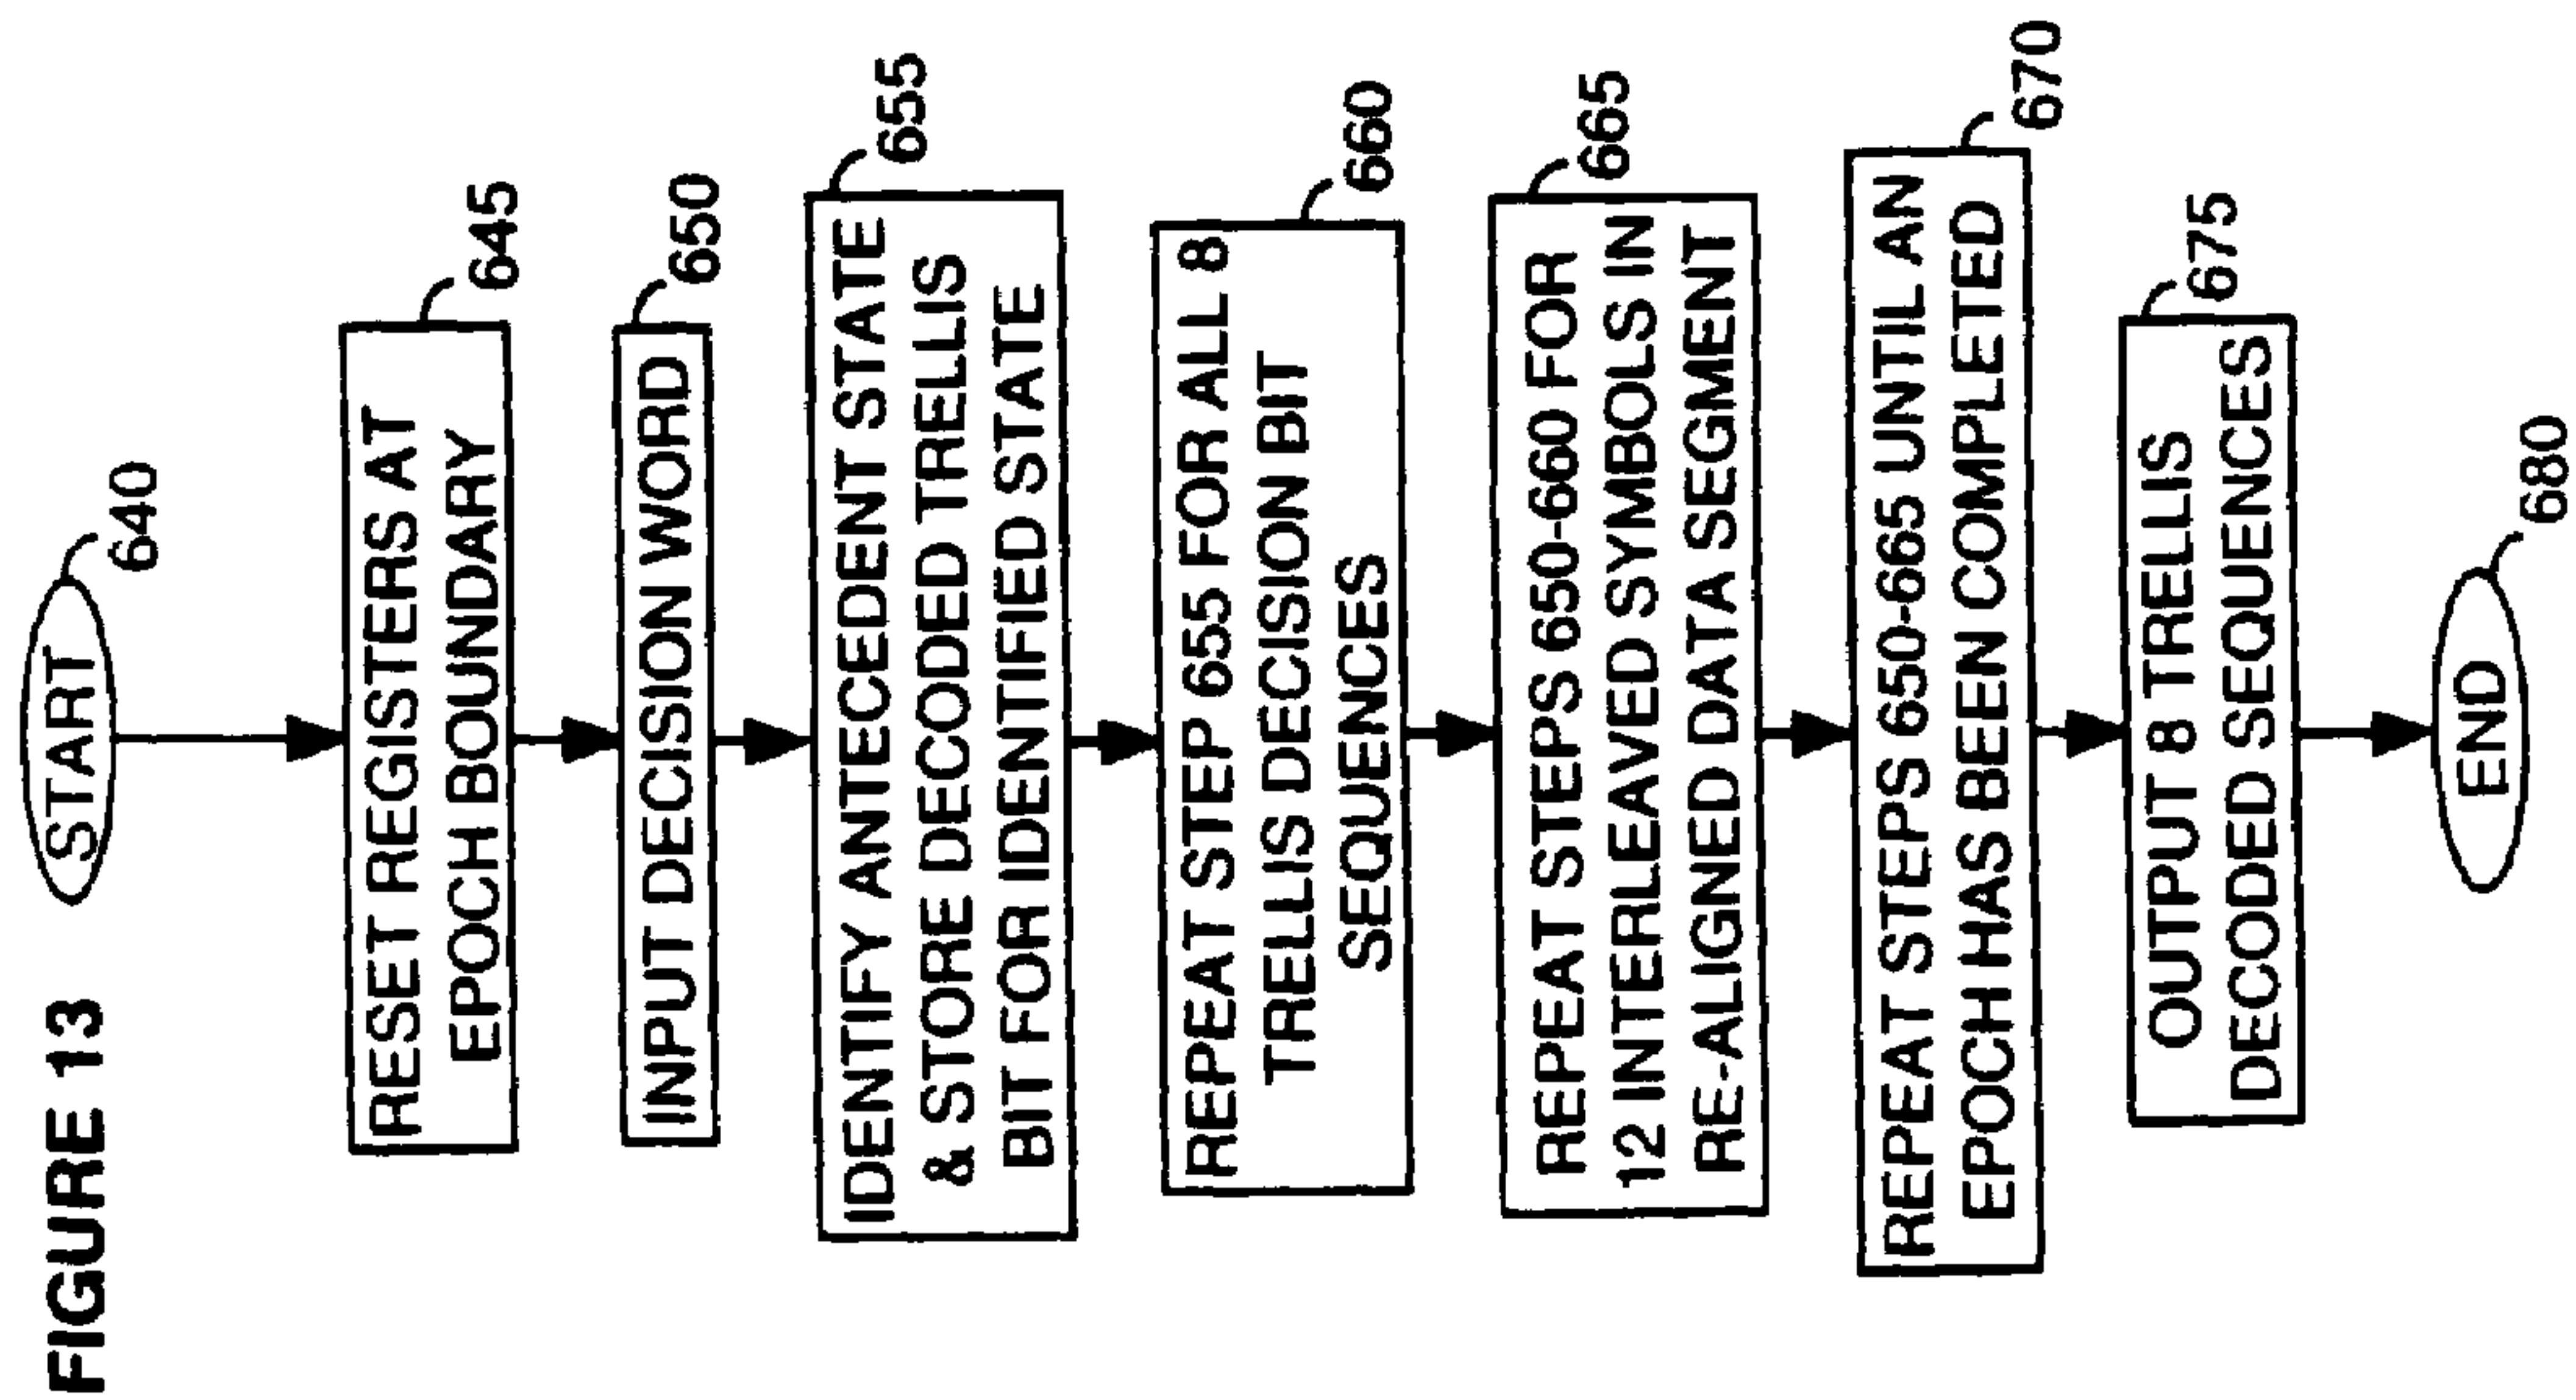 FIGURE 13
START
640
RESET REGISTERS AT
EPOCH BOUNDARY
645
INPUT DECISION WORD
650
IDENTIFY ANTECEDENT STATE
& STORE DECODED TRELLIS
BIT FOR IDENTIFIED STATE
655
REPEAT STEP 655 FOR ALL 8
TRELLIS DECISION BIT
SEQUENCES
660
REPEAT STEPS 650-660 FOR
12 INTERLEAVED SYMBOLS IN
RE-ALIGNED DATA SEGMENT
665
REPEAT STEPS 650-665 UNTIL AN
EPOCH HAS BEEN COMPLETED
670
OUTPUT 8 TRELLIS
DECODED SEQUENCES
675
END
680